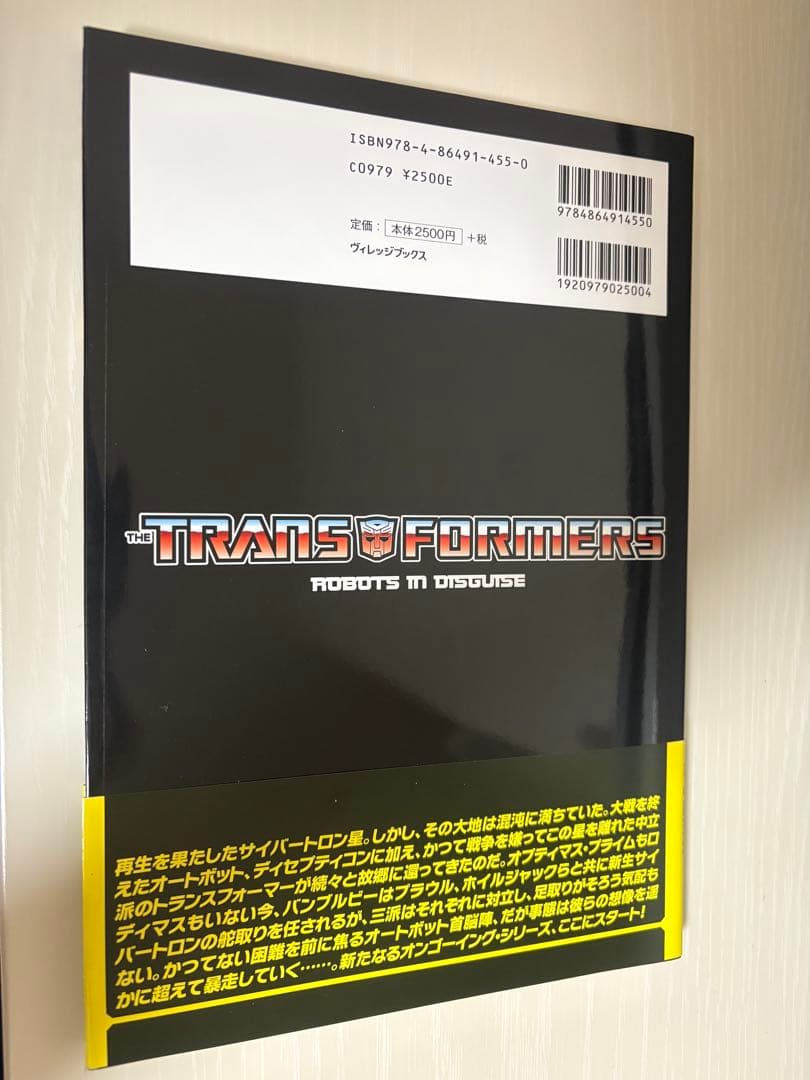 ISBN978-4-86491-455-0
C0979 ¥2500E
9784864914550
定価：本体2500円＋税
ヴィレッジブックス
1920979025004
THE TRANSFORMERS
ROBOTS IN DISGUISE
再生を果たしたサイバートロン星。しかし、その大地は混沌に満ちていた。大戦を終
えたオートボット、ディセプティコンに加え、かつて戦争を嫌ってこの星を離れた中立
派のトランスフォーマーが続々と故郷に還ってきたのだ。オプティマス・プライムもロ
ディマスもいない今、バンブルビーはプラウル、ホイルジャックらと共に新生サイ
バートロンの舵取りを任されるが、三派はそれぞれに対立し、足取りがそろう気配も
ない。かつてない困難を前に焦るオートボット首脳陣、だが事態は彼らの想像を遥
かに超えて暴走していく……。新たなるオンゴーイング・シリーズ、ここにスタート！